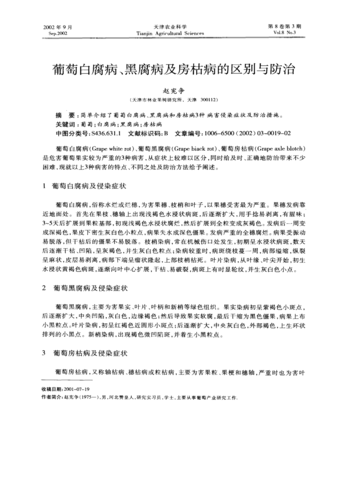 2002年9月 天津农业科学 第8卷第3期
Sep.2002 Tianjin Agricultural Sciences Vol.8 No.3
葡萄白腐病、黑腐病及房枯病的区别与防治
赵宪争
(天津市林业果树研究所, 天津 300112)
摘 要:简单介绍了葡萄白腐病、黑腐病和房枯病3种病害侵染症状及防治措施。
关键词:葡萄;白腐病;黑腐病;房枯病
中图分类号:S436.631.1 文献标识码:B 文章编号:1006-6500(2002)03-0019-02
葡萄白腐病(Grape white rot)、葡萄黑腐病(Grape biack rot)、葡萄房枯病(Grape axle blotch)
是危害葡萄果实较为严重的3种病害,从症状上较难以区分,同时给及时、正确地防治带来不少
困难,现就以上3种病害的特点、不同之处及防治方法给予阐述。
1 葡萄白腐病及侵染症状
葡萄白腐病,俗称水烂或烂穗,为害果穗、枝梢和叶子,以果穗受害最为严重。果穗发病靠
近地面处。首先在果枝、穗轴上出现浅褐色水浸状病斑,后逐渐扩大,用手捻易剥离,有腥味;
3~5天后扩展到果粒基部,初现浅褐色水浸状腐烂,然后扩展到全粒变成灰褐色。发病后一周变
成深褐色,果皮下密生灰白色小粒点,病果失水成深色僵果,发病严重的全穗腐烂。病果受振动
易脱落,但干枯后的僵果不易脱落。枝梢染病,常在机械伤口处发生,初期呈水浸状病斑,数天
后逐渐干枯、凹陷,呈灰褐色,并生灰白色粒点;染病较重时,病斑绕枝蔓一周,病部缢缩,纵裂
呈麻状,皮层易剥离,病部下端呈瘤状隆起,上部枝梢枯死。叶片染病,从叶缘、叶尖开始,初生
水浸状黄褐色病斑,逐渐向叶中心扩展,干枯、易破裂,病斑上有时显轮纹,并生灰白色小点。
2 葡萄黑腐病及侵染症状
葡萄黑腐病,主要为害果实、叶片、叶柄和新梢等绿色组织。果实染病初呈紫褐色小斑点,
后逐渐扩大,中央凹陷、灰白色,边缘褐色;然后导致果实软腐,最后干缩为黑色僵果,病果上布
小黑粒点。叶片染病,初呈红褐色近圆形小斑点;后逐渐扩大,中央灰白色,外部褐色,上生环状
排列的小黑点。新梢染病,出现褐色微凹陷斑,并着生小黑粒点。
3 葡萄房枯病及侵染症状
葡萄房枯病,又称轴枯病、穗枯病或粒枯病,主要为害果粒、果梗和穗轴,严重时也为害叶
收稿日期:2001-07-19
作者简介:赵宪争(1975-),男,河北赞皇人,研究实习员,学士,主要从事葡萄产业研究工作.